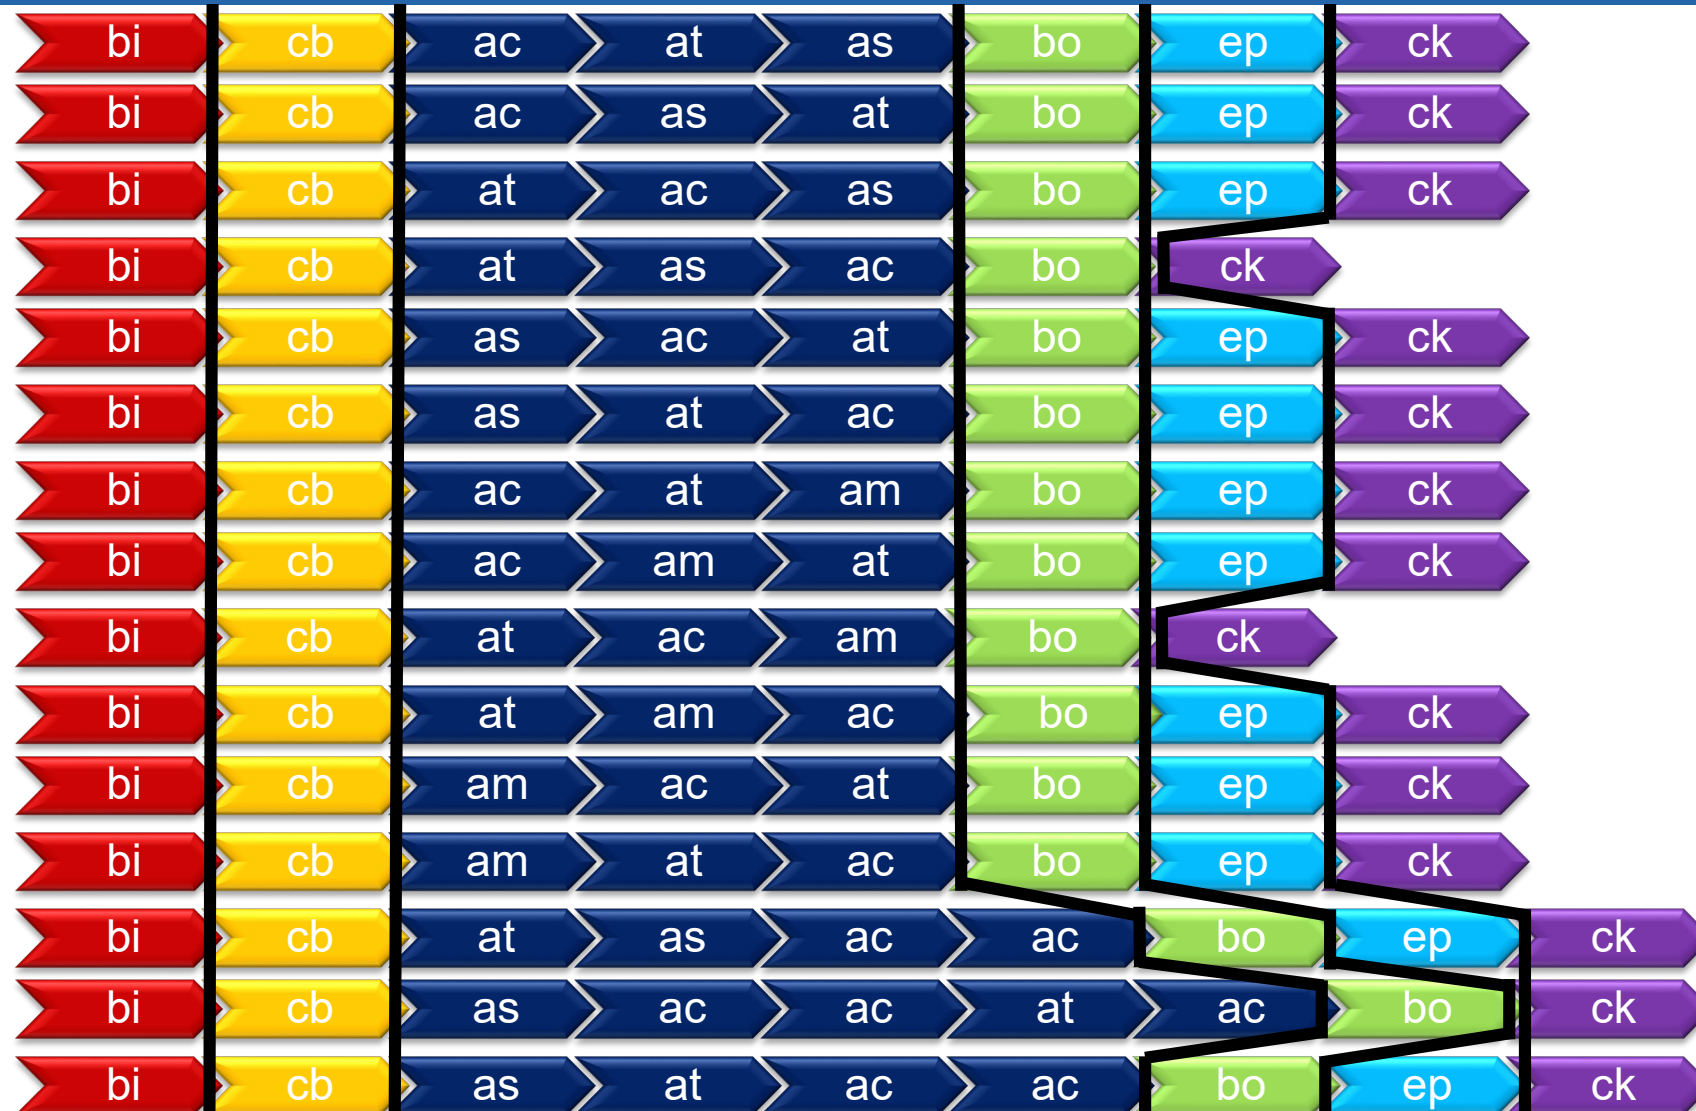 bi cb ac at as bo ep ck
bi cb ac as at bo ep ck
bi cb at ac as bo ep ck
bi cb at as ac bo ck
bi cb as ac at bo ep ck
bi cb as at ac bo ep ck
bi cb ac at am bo ep ck
bi cb ac am at bo ep ck
bi cb at ac am bo ck
bi cb at am ac bo ep ck
bi cb am ac at bo ep ck
bi cb am at ac bo ep ck
bi cb at as ac ac bo ep ck
bi cb as ac ac at ac bo ck
bi cb as at ac ac bo ep ck